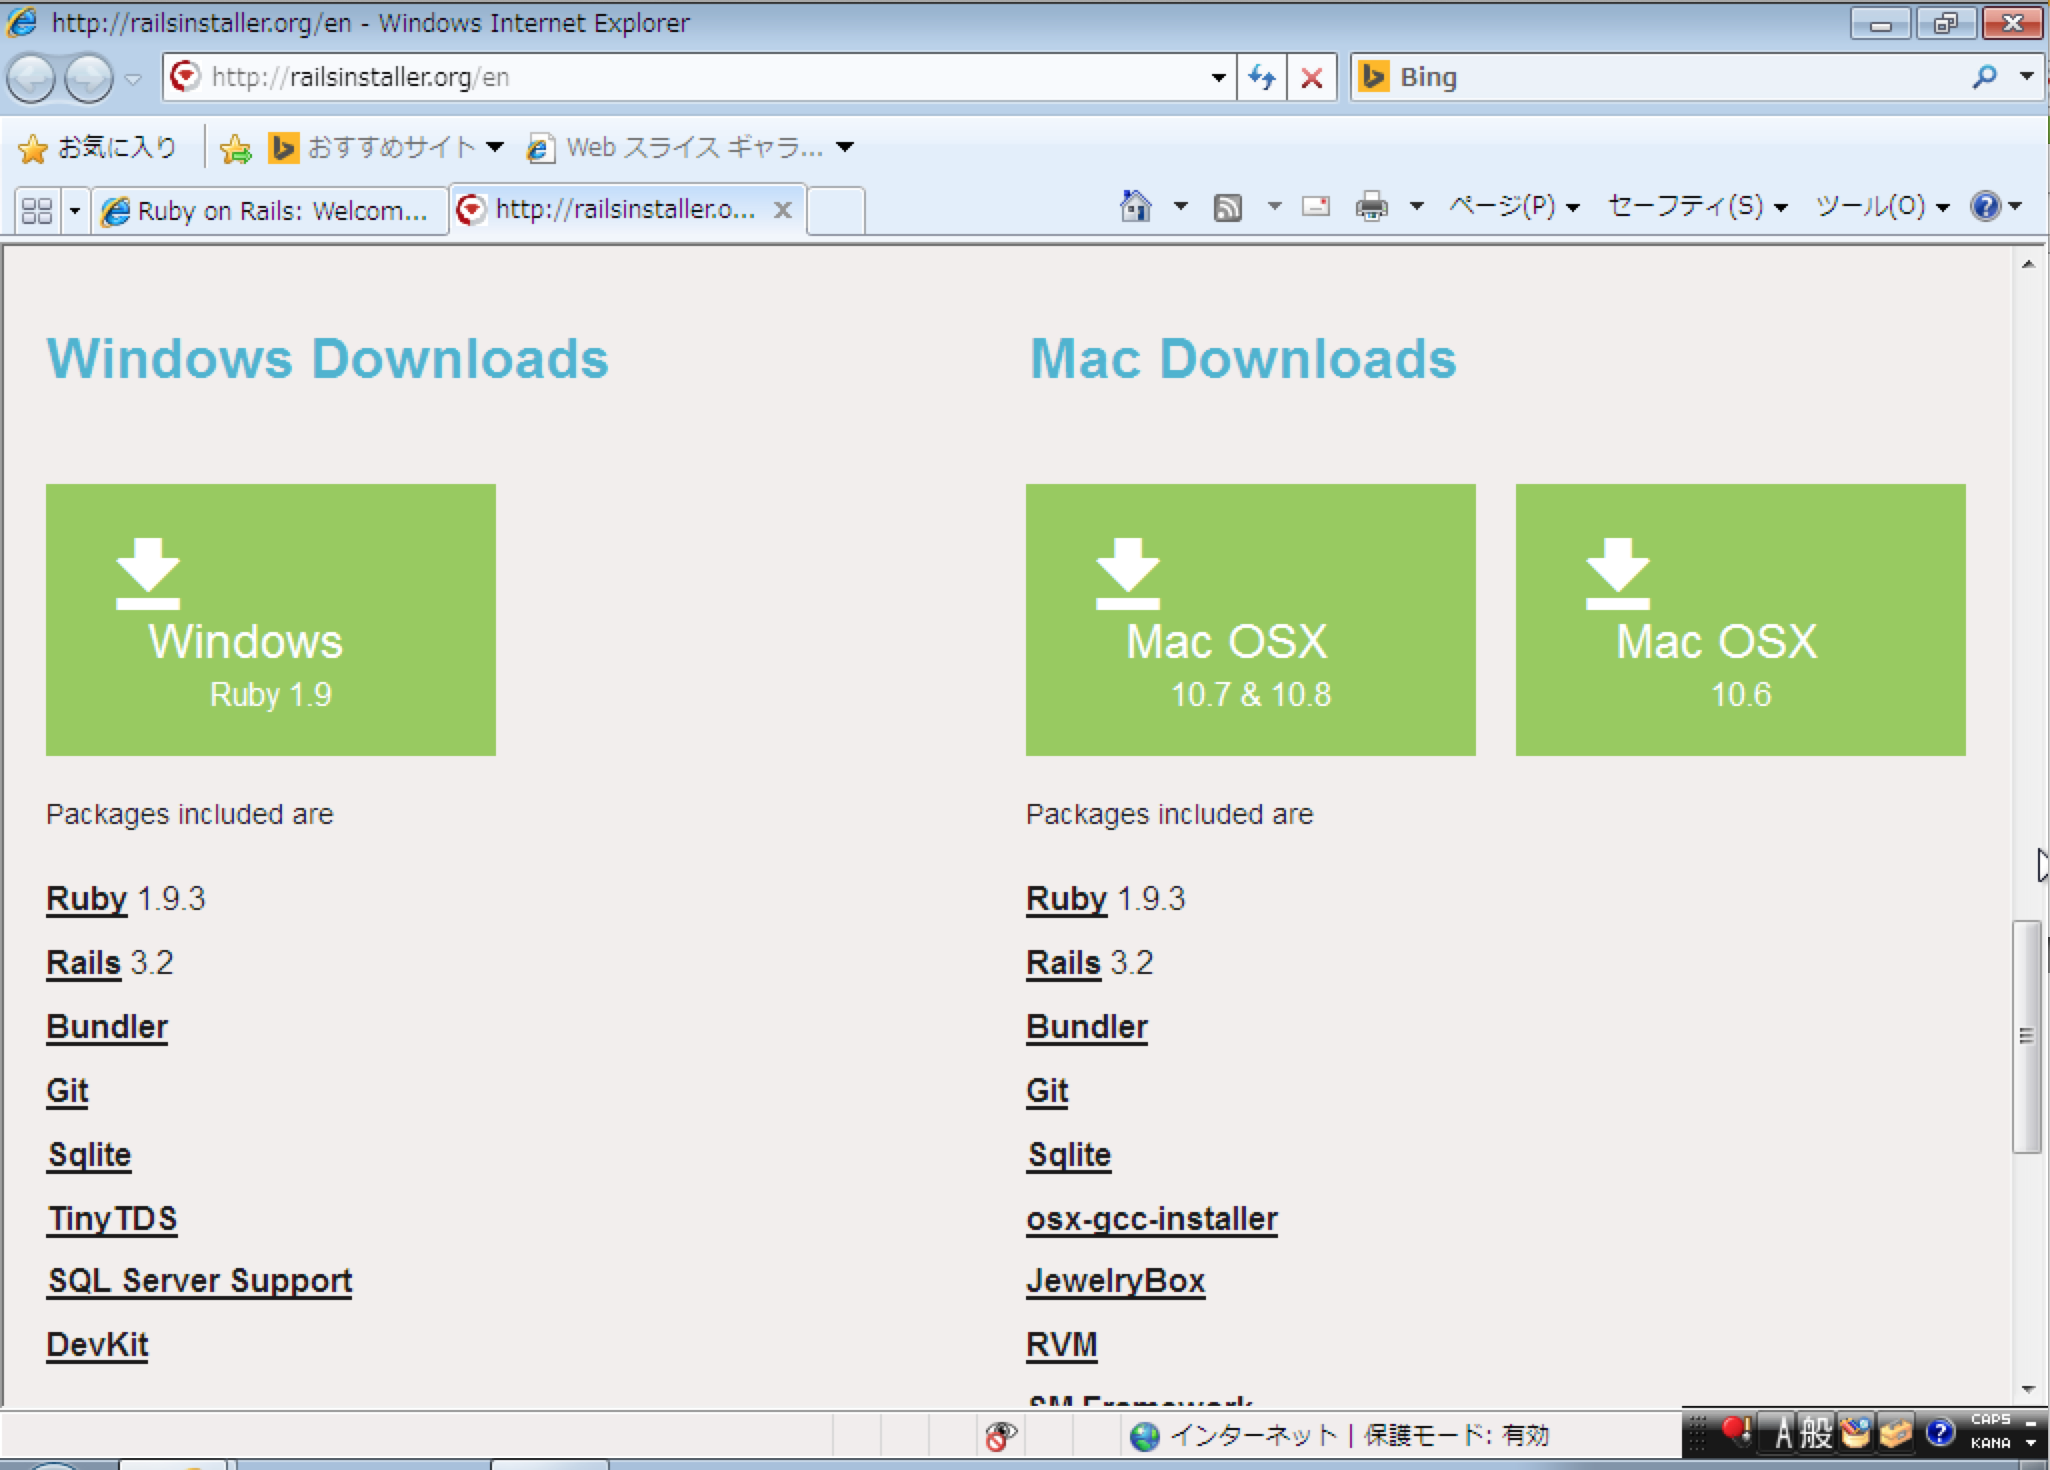 http://railsinstaller.org/en - Windows Internet Explorer
http://railsinstaller.org/en
Bing
お気に入り おすすめサイト Web スライス ギャラ...
Ruby on Rails: Welcom... http://railsinstaller.o... ページ(P) セーフティ(S) ツール(O)
Windows Downloads
Mac Downloads
Windows
Ruby 1.9
Mac OSX
10.7 & 10.8
Mac OSX
10.6
Packages included are
Ruby 1.9.3
Rails 3.2
Bundler
Git
Sqlite
TinyTDS
SQL Server Support
DevKit
Packages included are
Ruby 1.9.3
Rails 3.2
Bundler
Git
Sqlite
osx-gcc-installer
JewelryBox
RVM
SM Framework
インターネット | 保護モード: 有効
A 般 CAPS
KANA